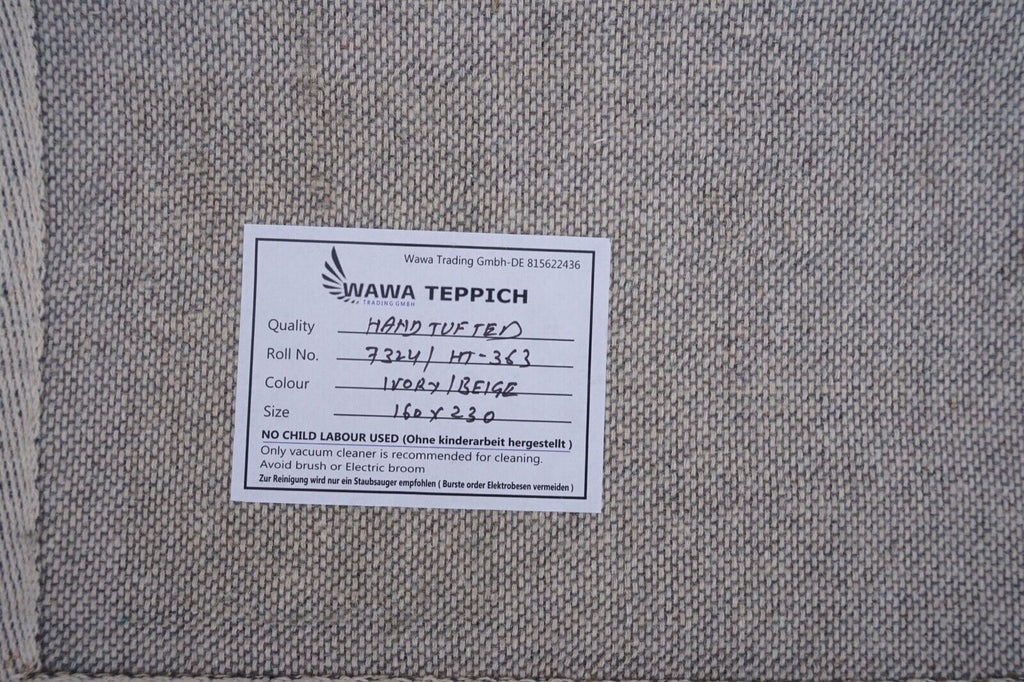 Wawa Trading Gmbh-DE 815622436
WAWA TEPPICH
TRADING GMBH
Quality HAND TUFTED
Roll No. 7324/ HT-363
Colour IVORY/BEIGE
Size 160 x 230
NO CHILD LABOUR USED (Ohne kinderarbeit hergestellt )
Only vacuum cleaner is recommended for cleaning.
Avoid brush or Electric broom
Zur Reinigung wird nur ein Staubsauger empfohlen ( Burste order Elektrobesen vermeiden )